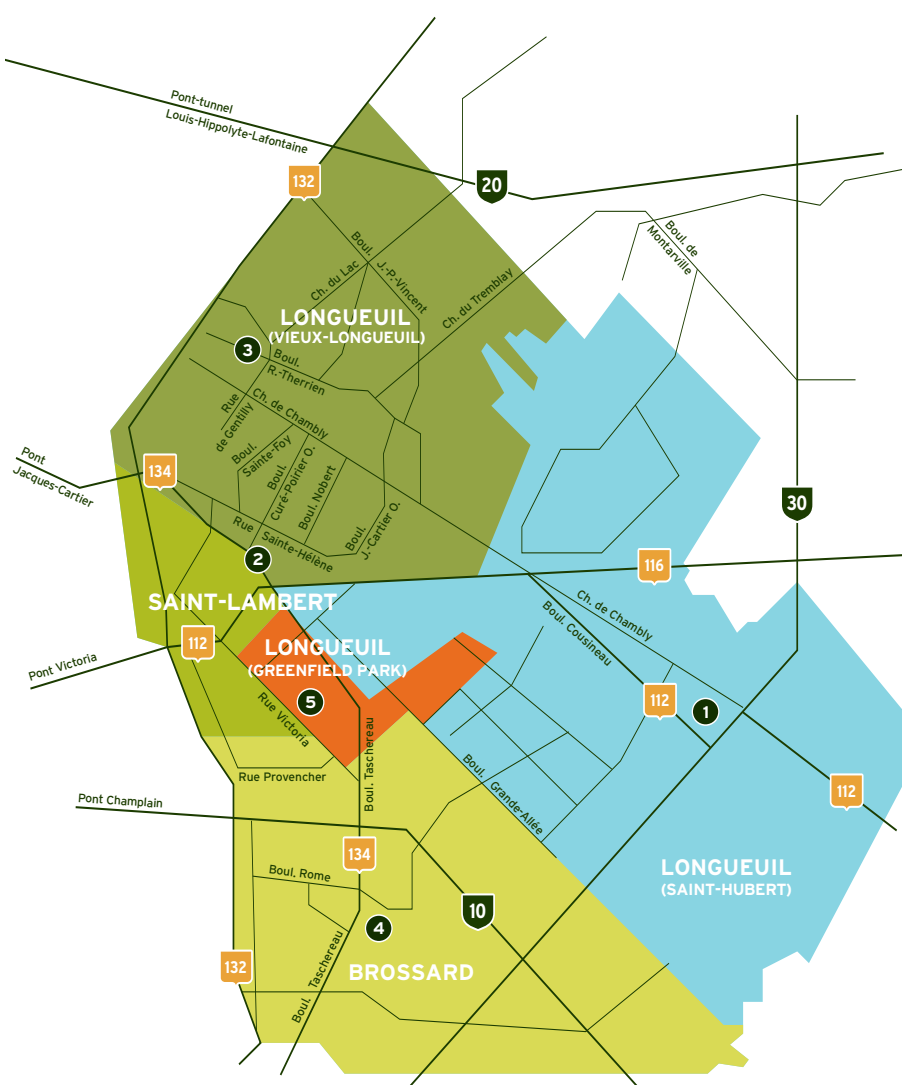 Pont-tunnel
Louis-Hippolyte-Lafontaine
132
20
Boul.
J.-P.-Vincent
Boul. de
Montarville
Ch. du Lac
Ch. du Tremblay
LONGUEUIL
(VIEUX-LONGUEUIL)
3
Boul.
R.-Therrien
Rue
de Gentilly
Ch. de Chambly
Boul.
Sainte-Foy
Boul.
Curé-Poirier O.
Boul. Nobert
Boul.
J.-Cartier O.
Pont
Jacques-Cartier
134
30
Rue Sainte-Hélène
2
116
SAINT-LAMBERT
Ch. de Chambly
Boul. Cousineau
112
Pont Victoria
LONGUEUIL
(GREENFIELD PARK)
5
Rue Victoria
112
1
Boul. Taschereau
Rue Provencher
Boul. Grande-Allée
112
Pont Champlain
134
LONGUEUIL
(SAINT-HUBERT)
Boul. Rome
10
4
132
Boul. Taschereau
BROSSARD